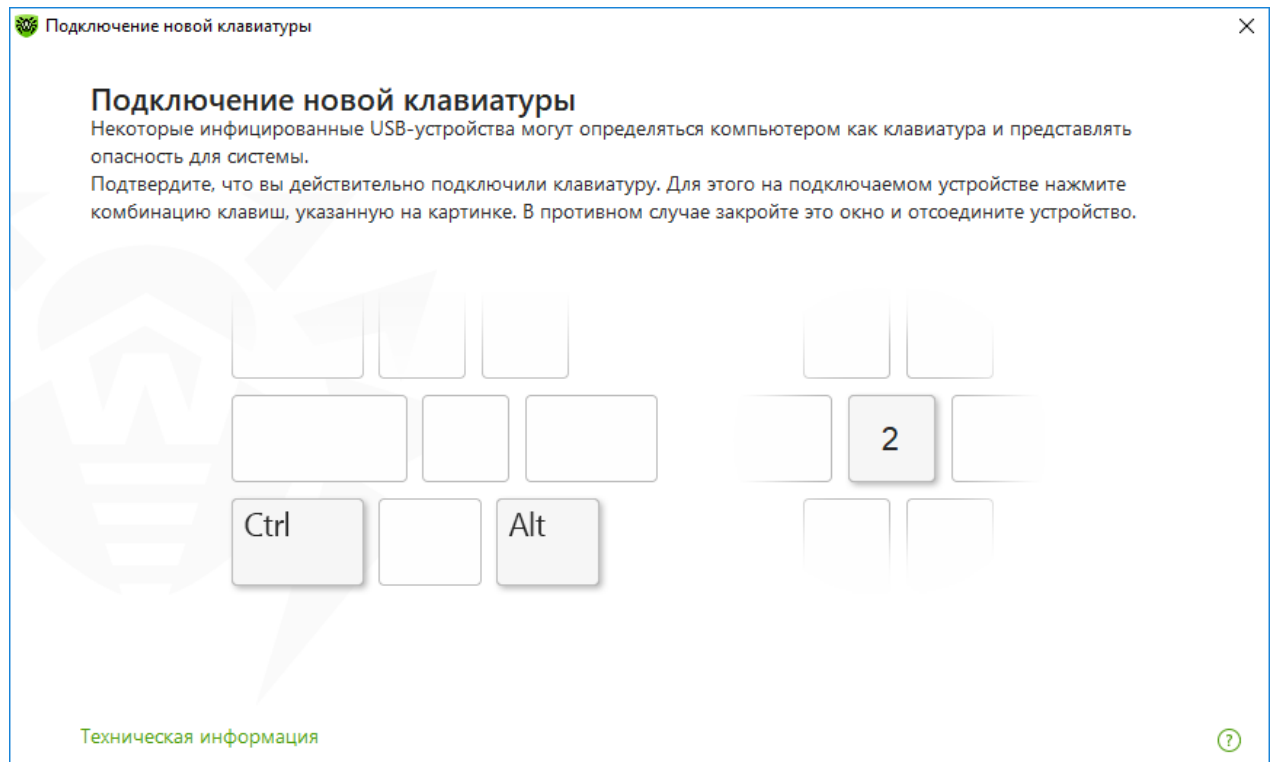 Подключение новой клавиатуры
Подключение новой клавиатуры
Некоторые инфицированные USB-устройства могут определяться компьютером как клавиатура и представлять
опасность для системы.
Подтвердите, что вы действительно подключили клавиатуру. Для этого на подключаемом устройстве нажмите
комбинацию клавиш, указанную на картинке. В противном случае закройте это окно и отсоедините устройство.
2
Ctrl Alt
Техническая информация ?